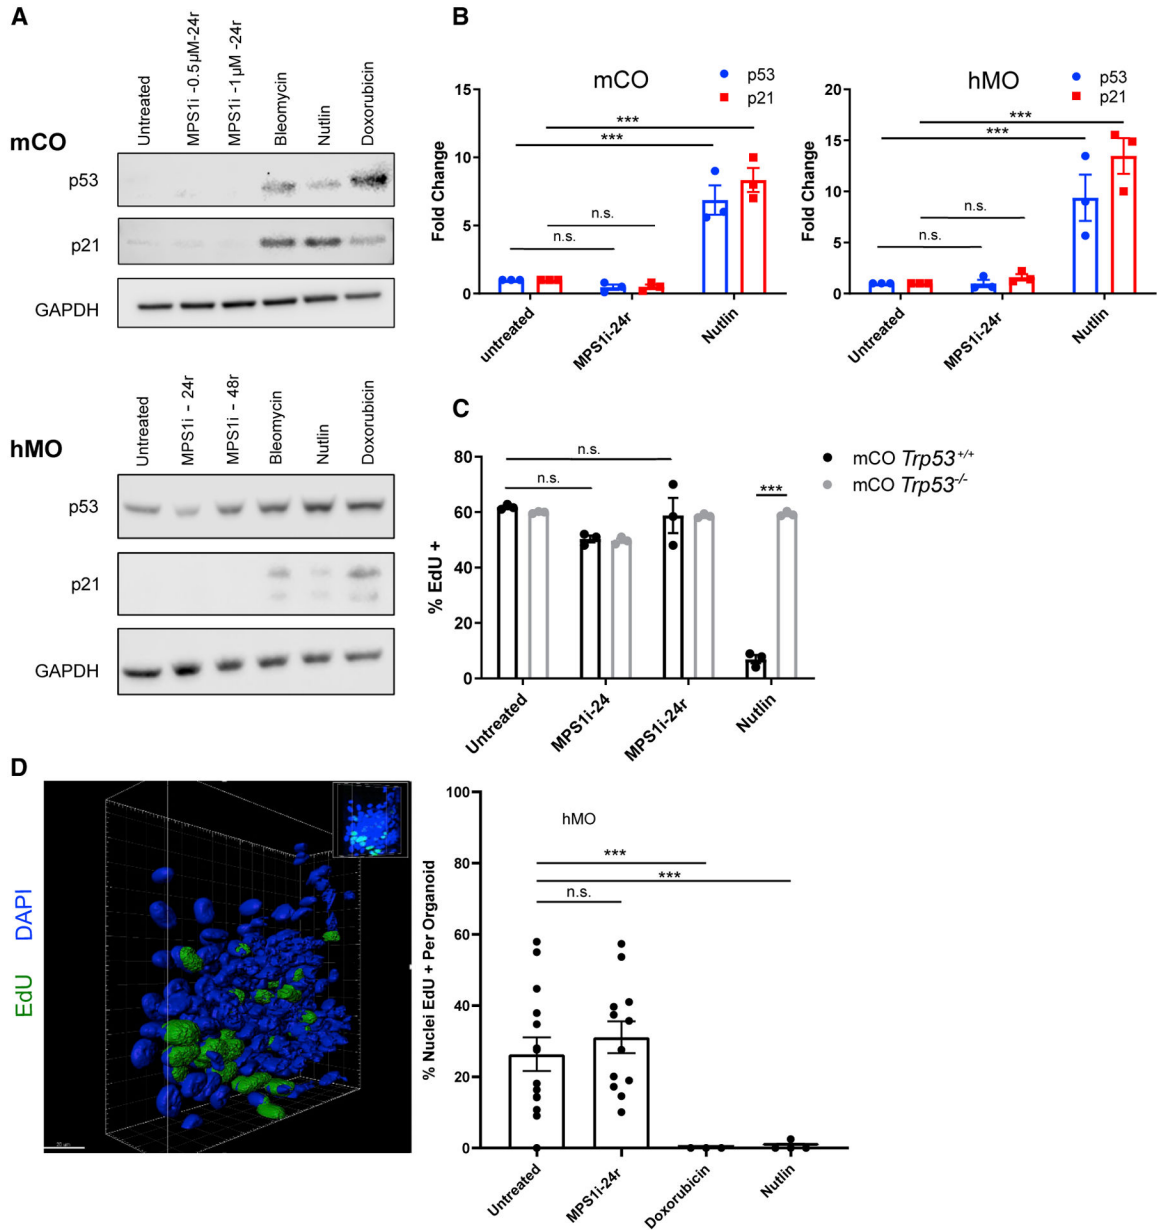 A
Untreated
MPS1i -0.5µM-24r
MPS1i -1µM -24r
Bleomycin
Nutlin
Doxorubicin
mCO
p53
p21
GAPDH
Untreated
MPS1i - 24r
MPS1i - 48r
Bleomycin
Nutlin
Doxorubicin
hMO
p53
p21
GAPDH
B
mCO
p53
p21
Fold Change
15
10
5
0
***
***
n.s.
n.s.
untreated
MPS1i-24r
Nutlin
hMO
p53
p21
Fold Change
20
15
10
5
0
***
***
n.s.
n.s.
Untreated
MPS1i-24r
Nutlin
C
% EdU +
80
60
40
20
0
n.s.
n.s.
***
mCO Trp53+/+
mCO Trp53-/-
Untreated
MPS1i-24
MPS1i-24r
Nutlin
D
EdU DAPI
% Nuclei EdU + Per Organoid
100
80
60
40
20
0
hMO
***
***
n.s.
Untreated
MPS1i-24r
Doxorubicin
Nutlin